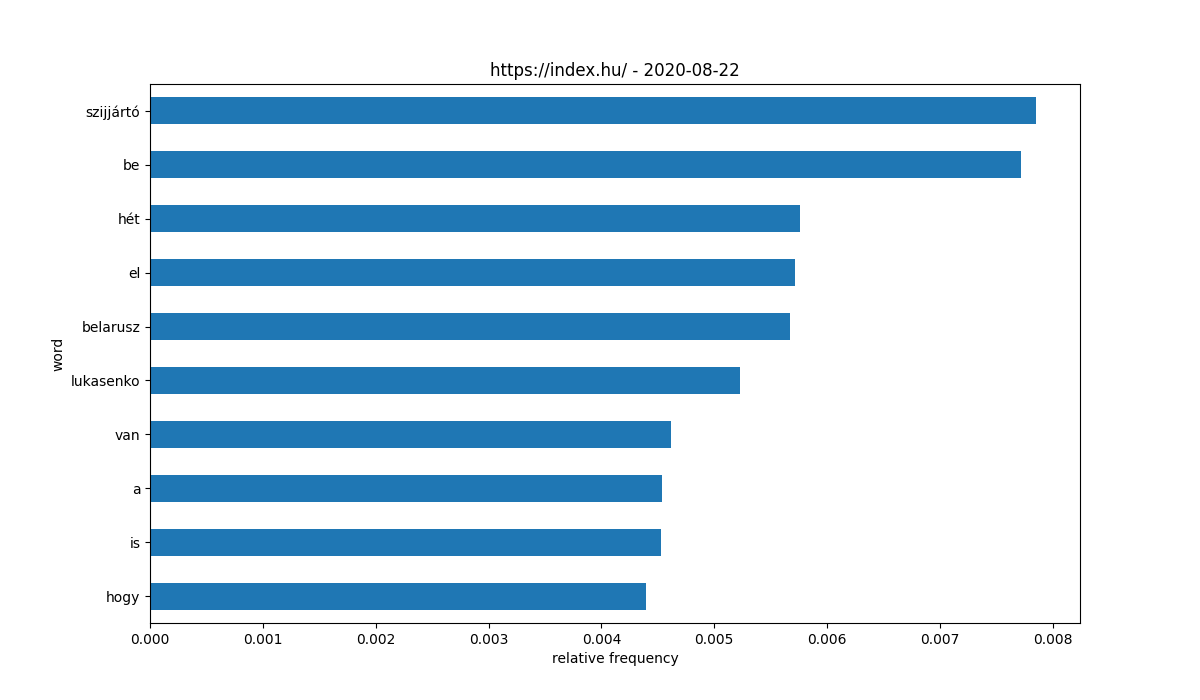 https://index.hu/ - 2020-08-22
szijjártó
be
hét
el
belarusz
lukasenko
van
a
is
hogy
word
0.000 0.001 0.002 0.003 0.004 0.005 0.006 0.007 0.008
relative frequency